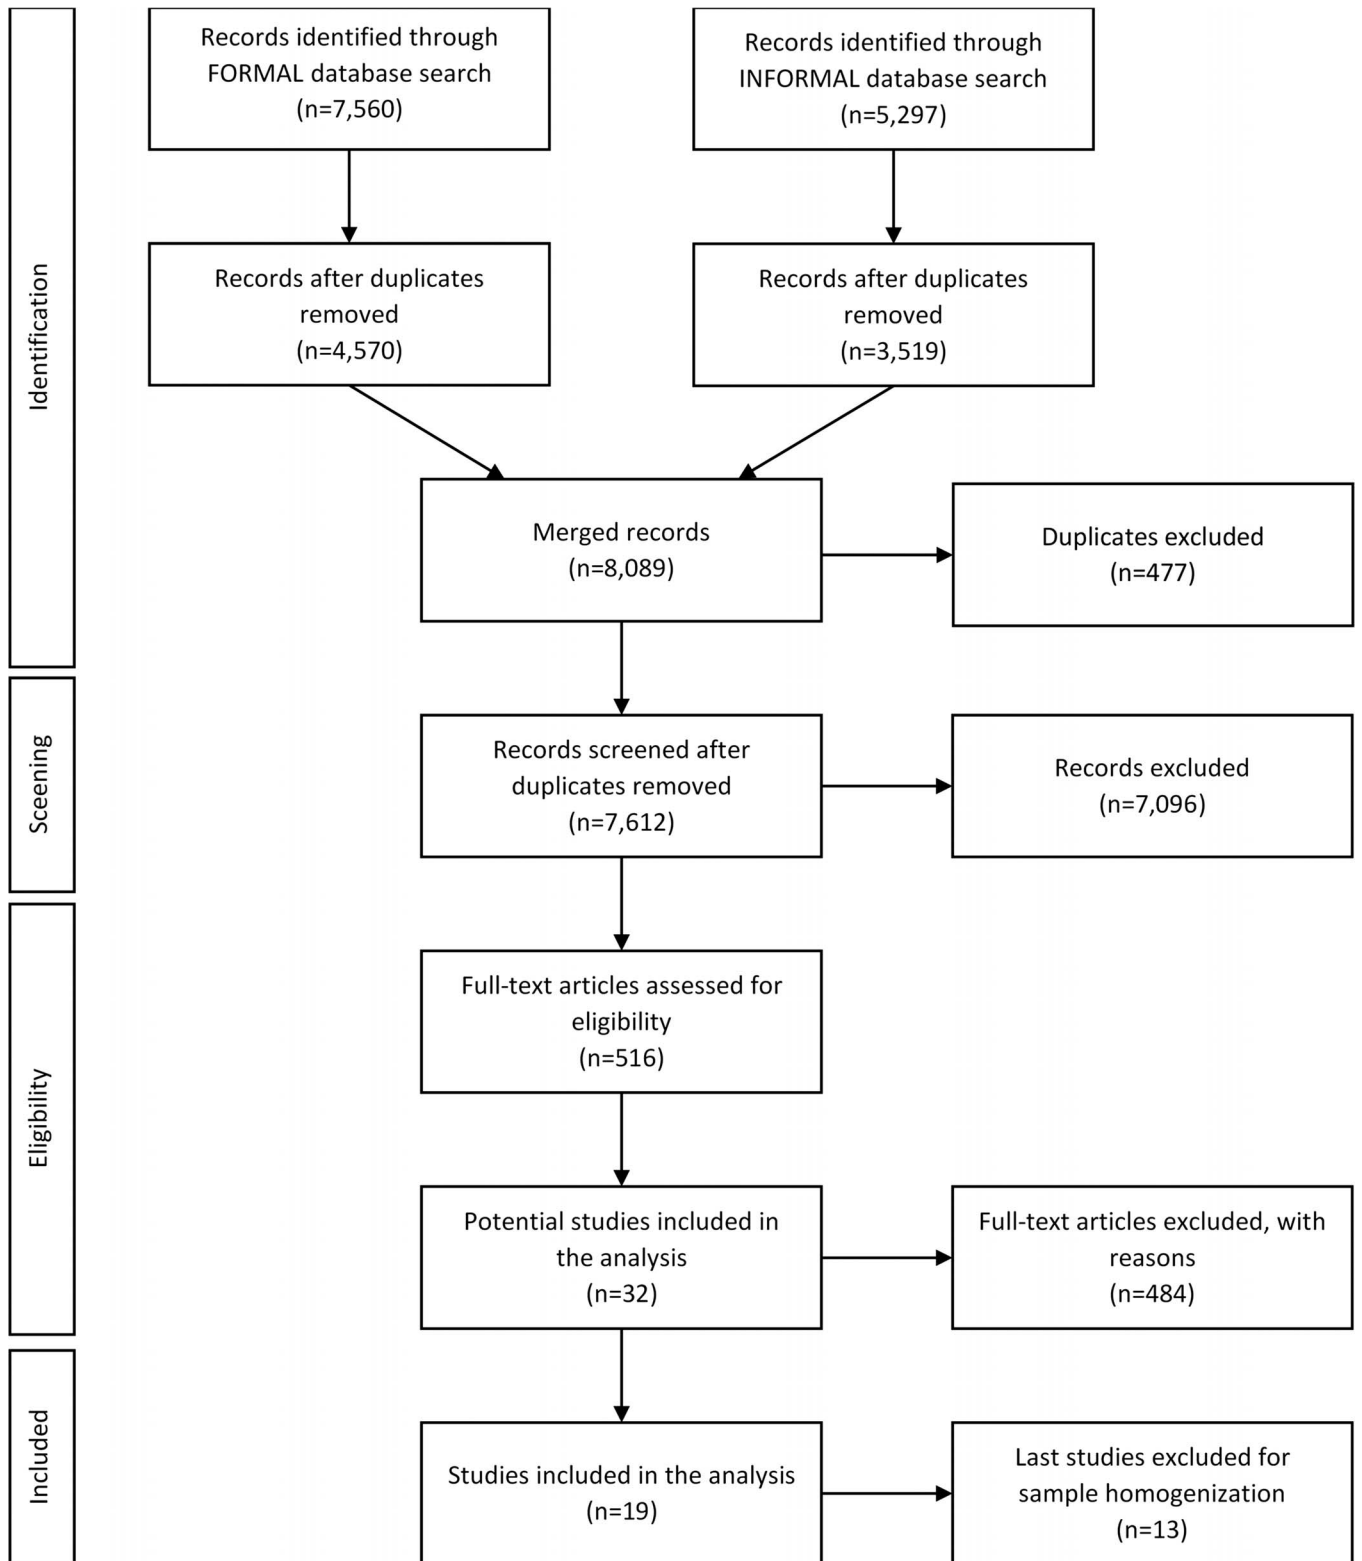 Identification
Records identified through
FORMAL database search
(n=7,560)
Records identified through
INFORMAL database search
(n=5,297)
Records after duplicates
removed
(n=4,570)
Records after duplicates
removed
(n=3,519)
Merged records
(n=8,089)
Duplicates excluded
(n=477)
Sceening
Records screened after
duplicates removed
(n=7,612)
Records excluded
(n=7,096)
Eligibility
Full-text articles assessed for
eligibility
(n=516)
Potential studies included in
the analysis
(n=32)
Full-text articles excluded, with
reasons
(n=484)
Included
Studies included in the analysis
(n=19)
Last studies excluded for
sample homogenization
(n=13)